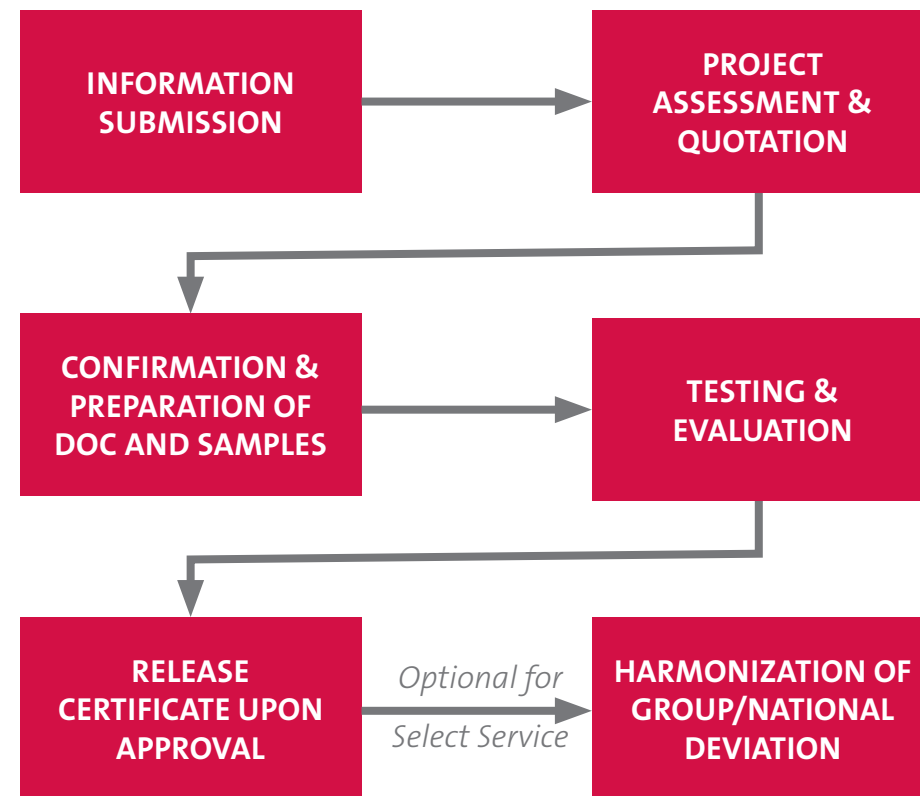 INFORMATION
SUBMISSION
PROJECT
ASSESSMENT &
QUOTATION
CONFIRMATION &
PREPARATION OF
DOC AND SAMPLES
TESTING &
EVALUATION
RELEASE
CERTIFICATE UPON
APPROVAL
Optional for
Select Service
HARMONIZATION OF
GROUP/NATIONAL
DEVIATION